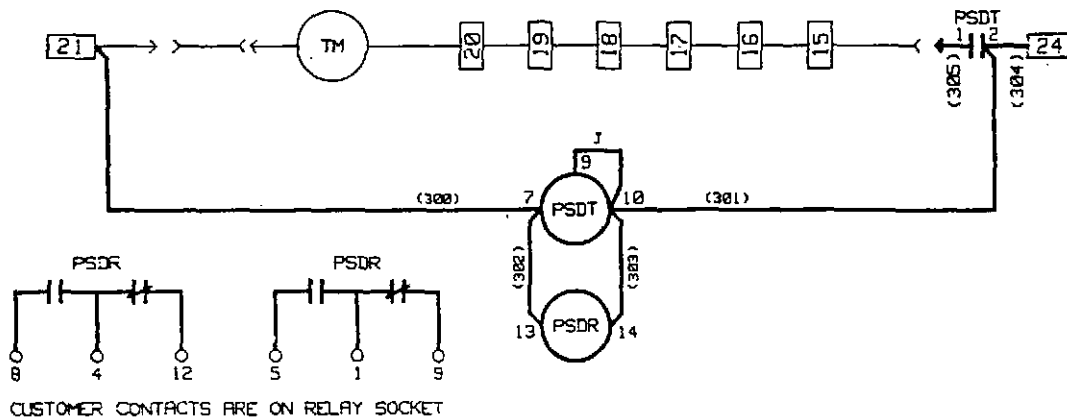 PSDT
21 TM 20 19 18 17 16 15 1 2 24
(306) (304)
J
9
(300) 7 PSDT 10 (301)
(302) (303)
PSDR PSDR
13 PSDR 14
8 4 12 5 1 9
CUSTOMER CONTACTS ARE ON RELAY SOCKET